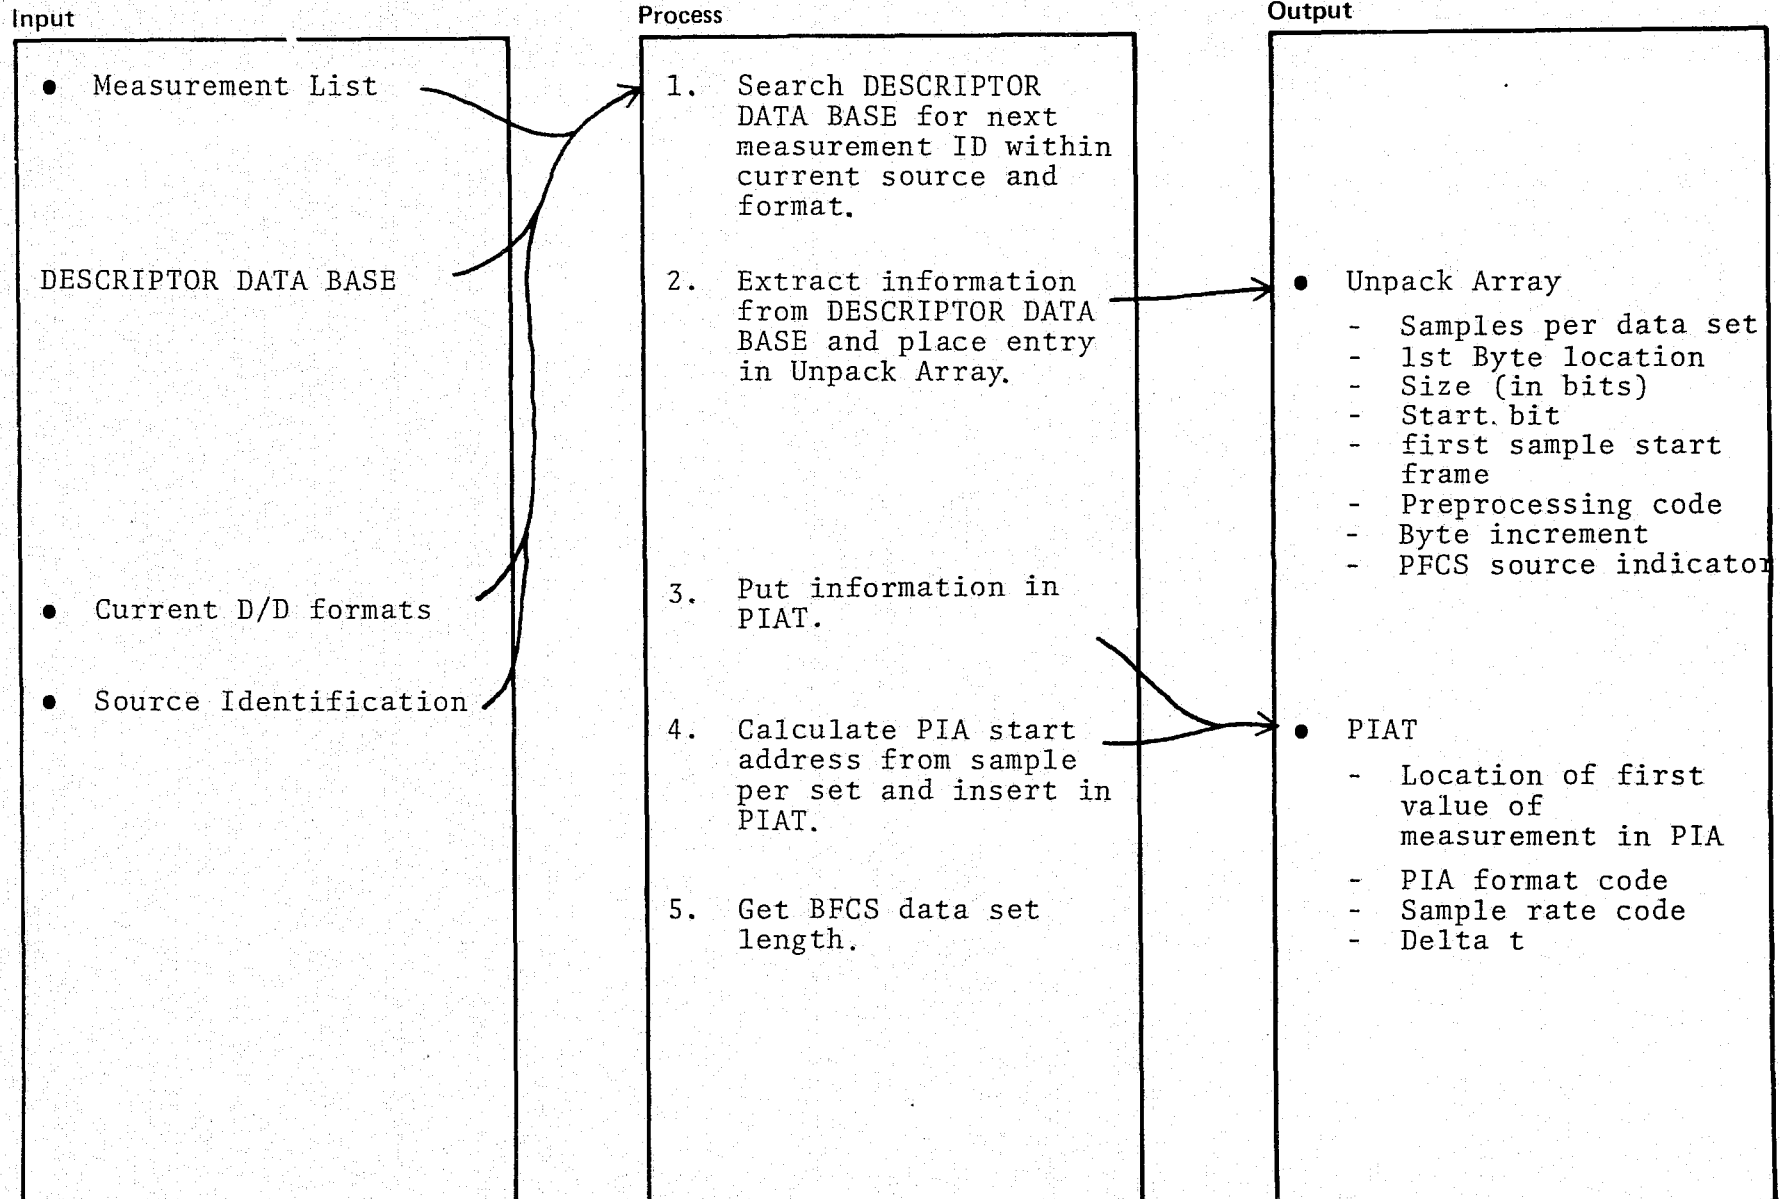 Input
• Measurement List
DESCRIPTOR DATA BASE
• Current D/D formats
• Source Identification
Process
1. Search DESCRIPTOR
DATA BASE for next
measurement ID within
current source and
format.
2. Extract information
from DESCRIPTOR DATA
BASE and place entry
in Unpack Array.
3. Put information in
PIAT.
4. Calculate PIA start
address from sample
per set and insert in
PIAT.
5. Get BFCS data set
length.
Output
• Unpack Array
- Samples per data set
- 1st Byte location
- Size (in bits)
- Start bit
- first sample start
frame
- Preprocessing code
- Byte increment
- PFCS source indicator
• PIAT
- Location of first
value of
measurement in PIA
- PIA format code
- Sample rate code
- Delta t